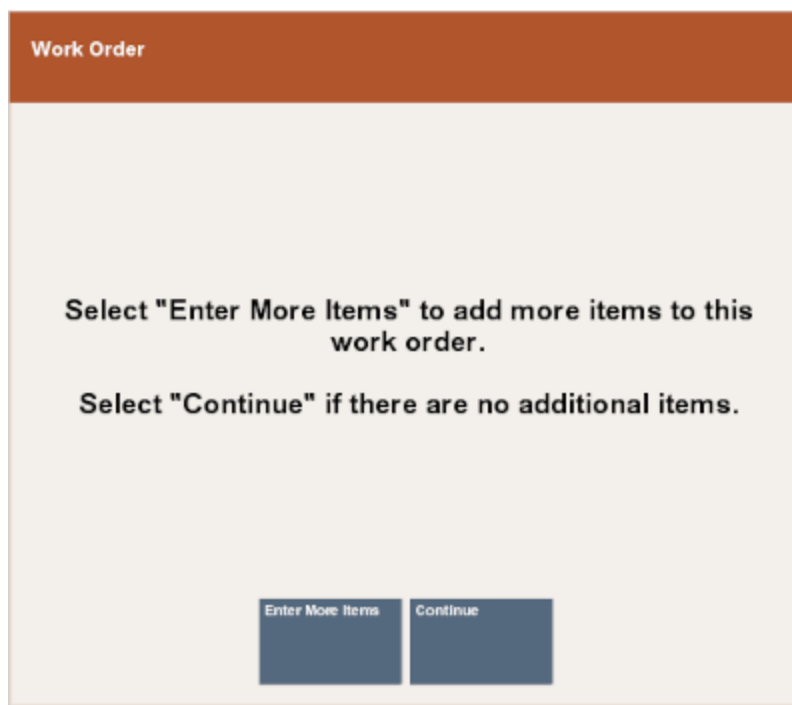 Work Order
Select "Enter More Items" to add more items to this
work order.
Select "Continue" if there are no additional items.
Enter More Items
Continue